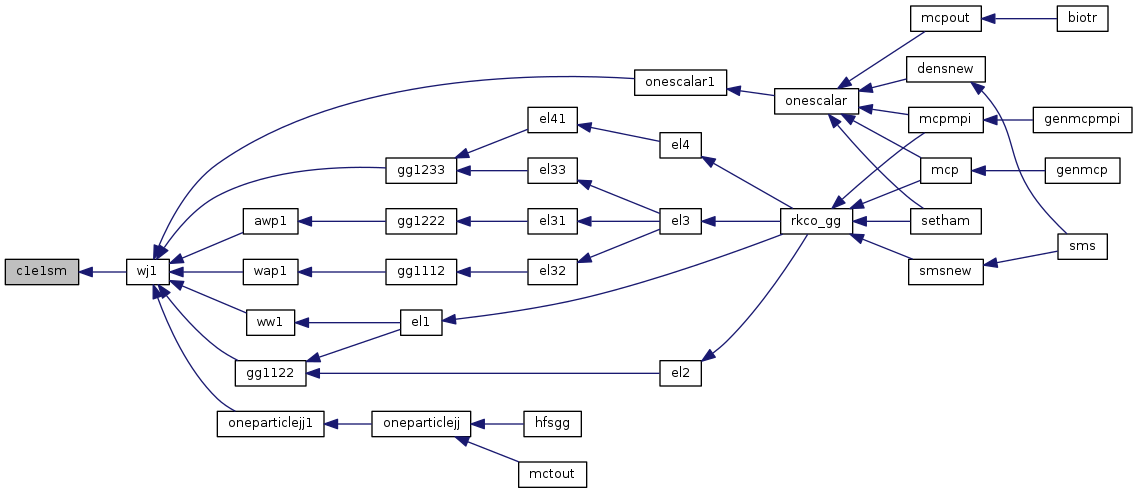 mcpout
biotr
densnew
onescalar1
onescalar
el41
mcpmpi
genmcpmpi
el4
gg1233
el33
mcp
genmcp
awp1
gg1222
el31
el3
rkco_gg
setham
sms
c1e1sm
wj1
wap1
gg1112
el32
smsnew
ww1
el1
gg1122
el2
oneparticlejj1
oneparticlejj
hfsgg
mctout